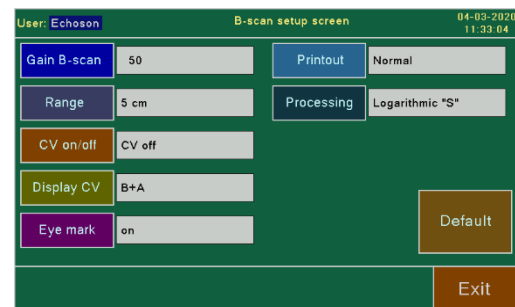 User: Echoson B-scan setup screen 04-03-2020
11:33:04
Gain B-scan 50 Printout Normal
Range 5 cm Processing Logarithmic "S"
CV on/off CV off
Display CV B+A
Eye mark on
Default
Exit